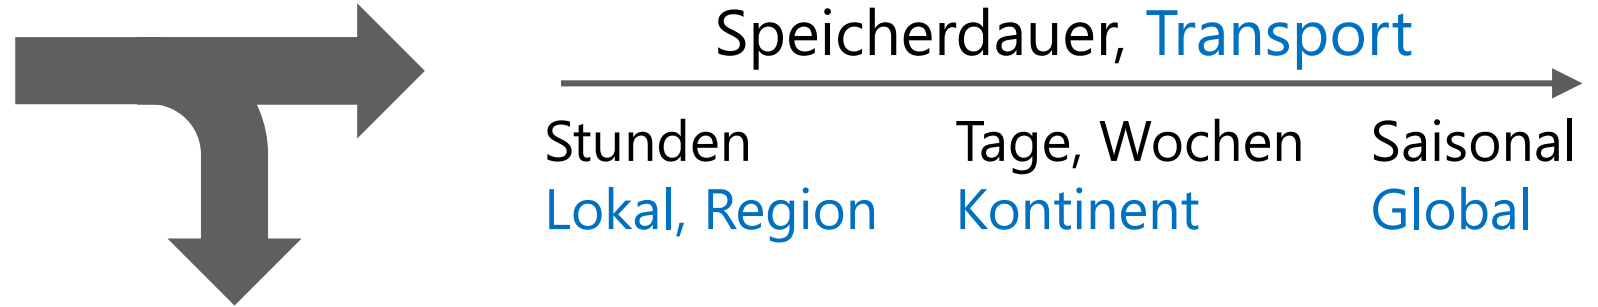 Speicherdauer, Transport
Stunden Tage, Wochen Saisonal
Lokal, Region Kontinent Global